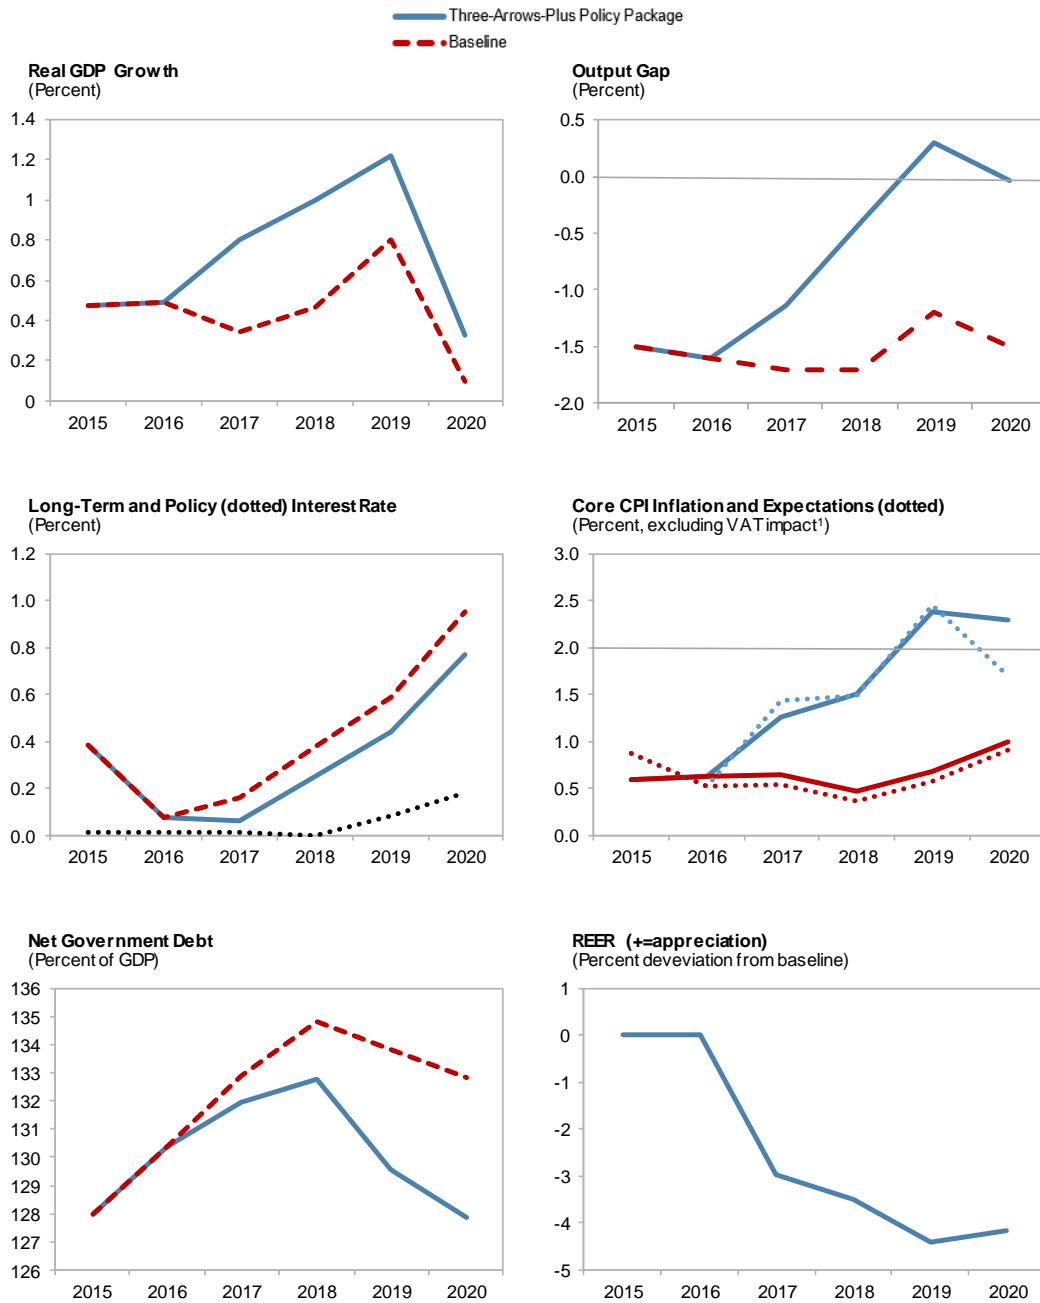 Three-Arrows-Plus Policy Package
Baseline
Real GDP Growth
(Percent)
1.4
1.2
1
0.8
0.6
0.4
0.2
0
2015 2016 2017 2018 2019 2020
Output Gap
(Percent)
0.5
0.0
-0.5
-1.0
-1.5
-2.0
2015 2016 2017 2018 2019 2020
Long-Term and Policy (dotted) Interest Rate
(Percent)
1.2
1.0
0.8
0.6
0.4
0.2
0.0
2015 2016 2017 2018 2019 2020
Core CPI Inflation and Expectations (dotted)
(Percent, excluding VAT impact¹)
3.0
2.5
2.0
1.5
1.0
0.5
0.0
2015 2016 2017 2018 2019 2020
Net Government Debt
(Percent of GDP)
136
135
134
133
132
131
130
129
128
127
126
2015 2016 2017 2018 2019 2020
REER (+=appreciation)
(Percent deveviation from baseline)
1
0
-1
-2
-3
-4
-5
2015 2016 2017 2018 2019 2020